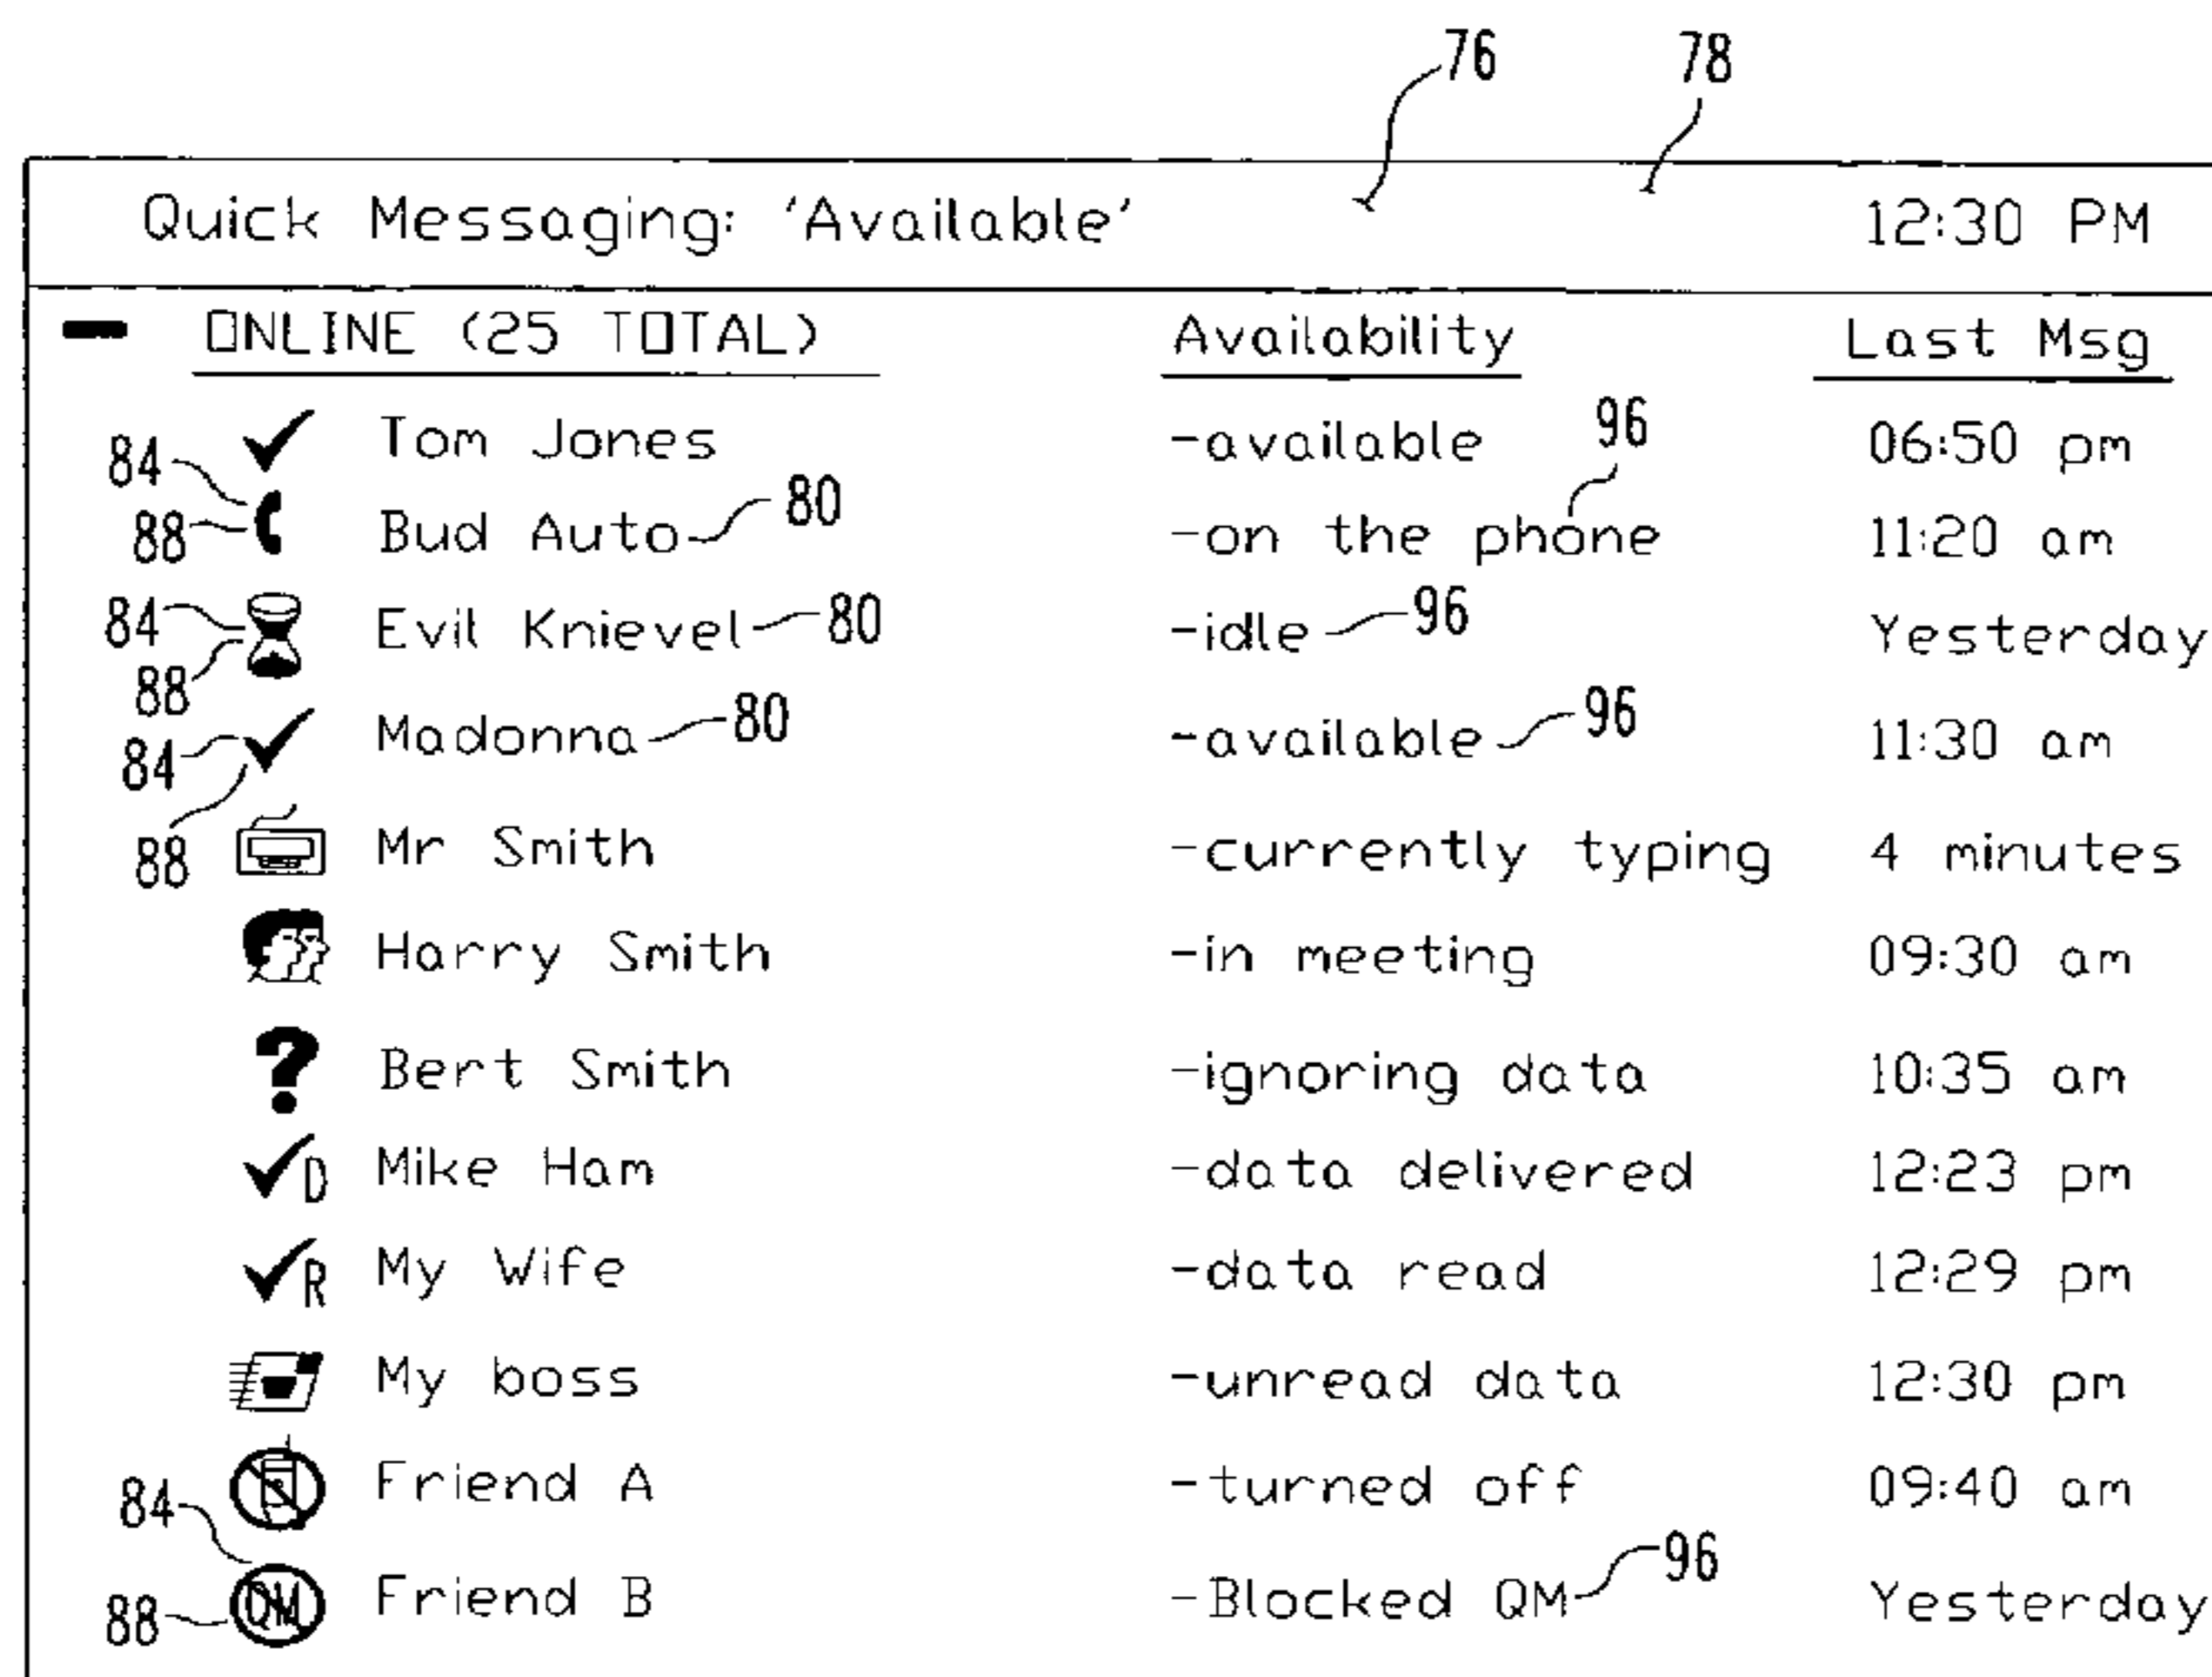 76 78
Quick Messaging: 'Available' 12:30 PM
ONLINE (25 TOTAL) Availability Last Msg
Tom Jones -available 96 06:50 pm
84
88 Bud Auto 80 -on the phone 11:20 am
84 Evil Knievel 80 -idle 96 Yesterday
88
84 Madonna 80 -available 96 11:30 am
88 Mr Smith -currently typing 4 minutes
Harry Smith -in meeting 09:30 am
? Bert Smith -ignoring data 10:35 am
D Mike Ham -data delivered 12:23 pm
R My Wife -data read 12:29 pm
My boss -unread data 12:30 pm
84 Friend A -turned off 09:40 am
88 QM Friend B -Blocked QM 96 Yesterday